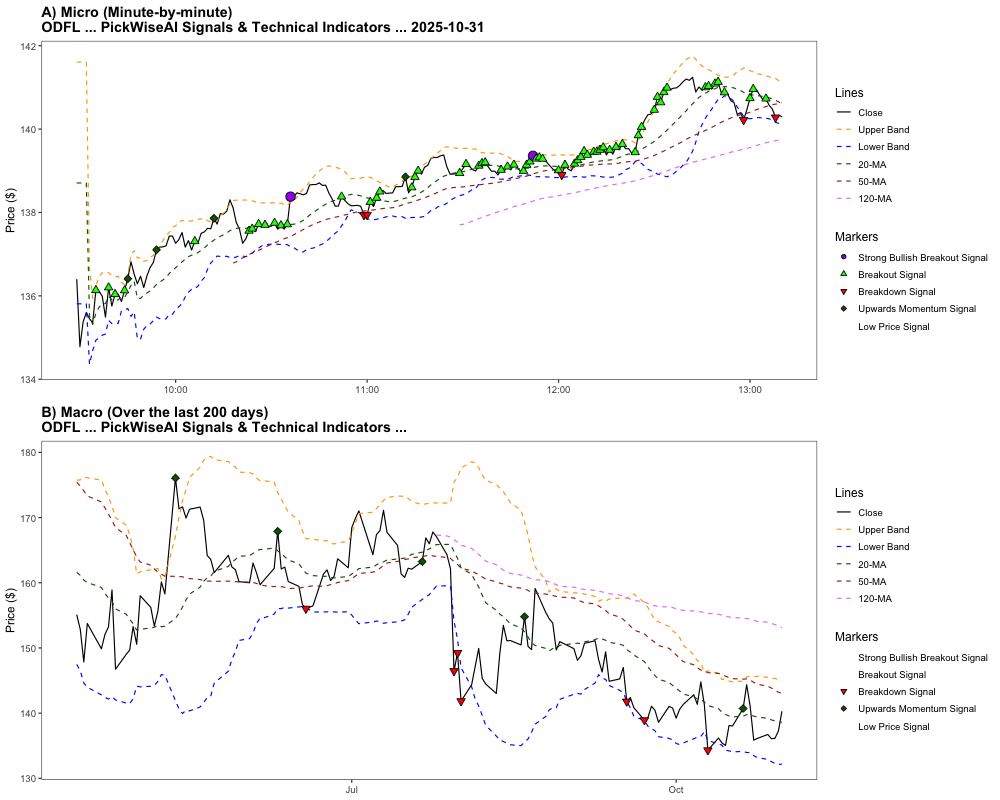 A) Micro (Minute-by-minute)
ODFL ... PickWiseAI Signals & Technical Indicators ... 2025-10-31
Price ($)
142
140
138
136
134
10:00
11:00
12:00
13:00
Lines
Close
Upper Band
Lower Band
20-MA
50-MA
120-MA
Markers
Strong Bullish Breakout Signal
Breakout Signal
Breakdown Signal
Upwards Momentum Signal
Low Price Signal
B) Macro (Over the last 200 days)
ODFL ... PickWiseAI Signals & Technical Indicators ...
Price ($)
180
170
160
150
140
130
Jul
Oct
Lines
Close
Upper Band
Lower Band
20-MA
50-MA
120-MA
Markers
Strong Bullish Breakout Signal
Breakout Signal
Breakdown Signal
Upwards Momentum Signal
Low Price Signal